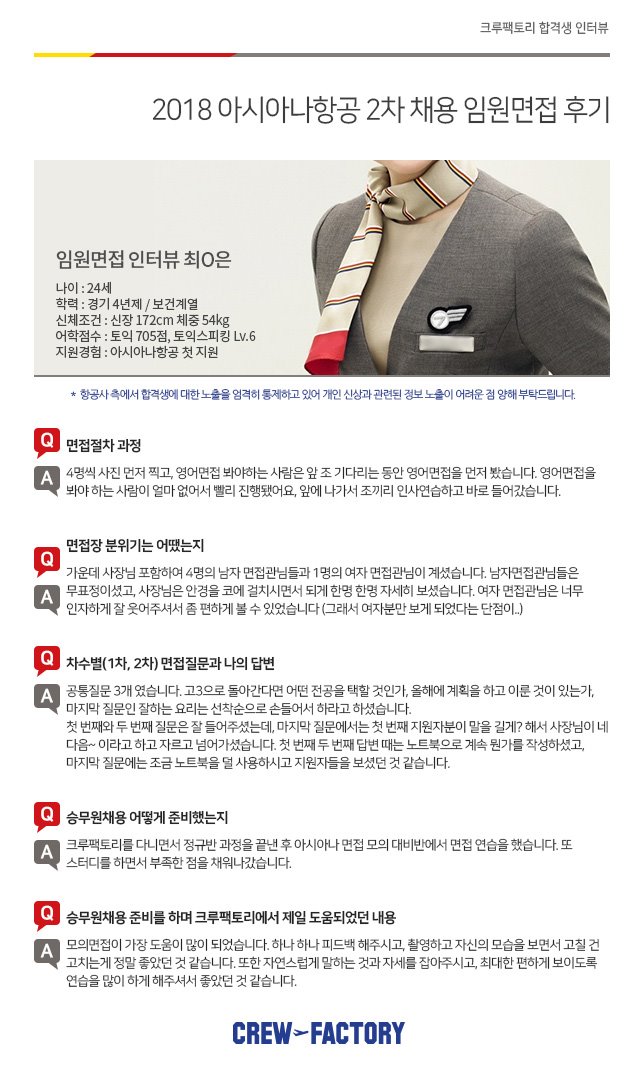 크루팩토리 합격생 인터뷰
2018 아시아나항공 2차 채용 임원면접 후기
임원면접 인터뷰 최O은
나이 : 24세
학력 : 경기 4년제 / 보건계열
신체조건 : 신장 172cm 체중 54kg
어학점수 : 토익 705점, 토익스피킹 Lv.6
지원경험 : 아시아나항공 첫 지원
* 항공사 측에서 합격생에 대한 노출을 엄격히 통제하고 있어 개인 신상과 관련된 정보 노출이 어려운 점 양해 부탁드립니다.
Q 면접절차 과정
A 4명씩 사진 먼저 찍고, 영어면접 봐야하는 사람은 앞 조 기다리는 동안 영어면접을 먼저 봤습니다. 영어면접을
봐야 하는 사람이 얼마 없어서 빨리 진행됐어요, 앞에 나가서 조끼리 인사연습하고 바로 들어갔습니다.
Q 면접장 분위기는 어땠는지
A 가운데 사장님 포함하여 4명의 남자 면접관님들과 1명의 여자 면접관님이 계셨습니다. 남자면접관님들은
무표정이셨고, 사장님은 안경을 코에 걸치시면서 되게 한명 한명 자세히 보셨습니다. 여자 면접관님은 너무
인자하게 잘 웃어주셔서 좀 편하게 볼 수 있었습니다 (그래서 여자분만 보게 되었다는 단점이..)
Q 차수별(1차, 2차) 면접질문과 나의 답변
A 공통질문 3개 였습니다. 고3으로 돌아간다면 어떤 전공을 택할 것인가, 올해에 계획을 하고 이룬 것이 있는가,
마지막 질문인 잘하는 요리는 선착순으로 손들어서 하라고 하셨습니다.
첫 번째와 두 번째 질문은 잘 들어주셨는데, 마지막 질문에서는 첫 번째 지원자분이 말을 길게? 해서 사장님이 네
다음~ 이라고 하고 자르고 넘어가셨습니다. 첫 번째 두 번째 답변 때는 노트북으로 계속 뭔가를 작성하셨고,
마지막 질문에는 조금 노트북을 덜 사용하시고 지원자들을 보셨던 것 같습니다.
Q 승무원채용 어떻게 준비했는지
A 크루팩토리를 다니면서 정규반 과정을 끝낸 후 아시아나 면접 모의 대비반에서 면접 연습을 했습니다. 또
스터디를 하면서 부족한 점을 채워나갔습니다.
Q 승무원채용 준비를 하며 크루팩토리에서 제일 도움되었던 내용
A 모의면접이 가장 도움이 많이 되었습니다. 하나 하나 피드백 해주시고, 촬영하고 자신의 모습을 보면서 고칠 건
고치는게 정말 좋았던 것 같습니다. 또한 자연스럽게 말하는 것과 자세를 잡아주시고, 최대한 편하게 보이도록
연습을 많이 하게 해주셔서 좋았던 것 같습니다.
CREW FACTORY